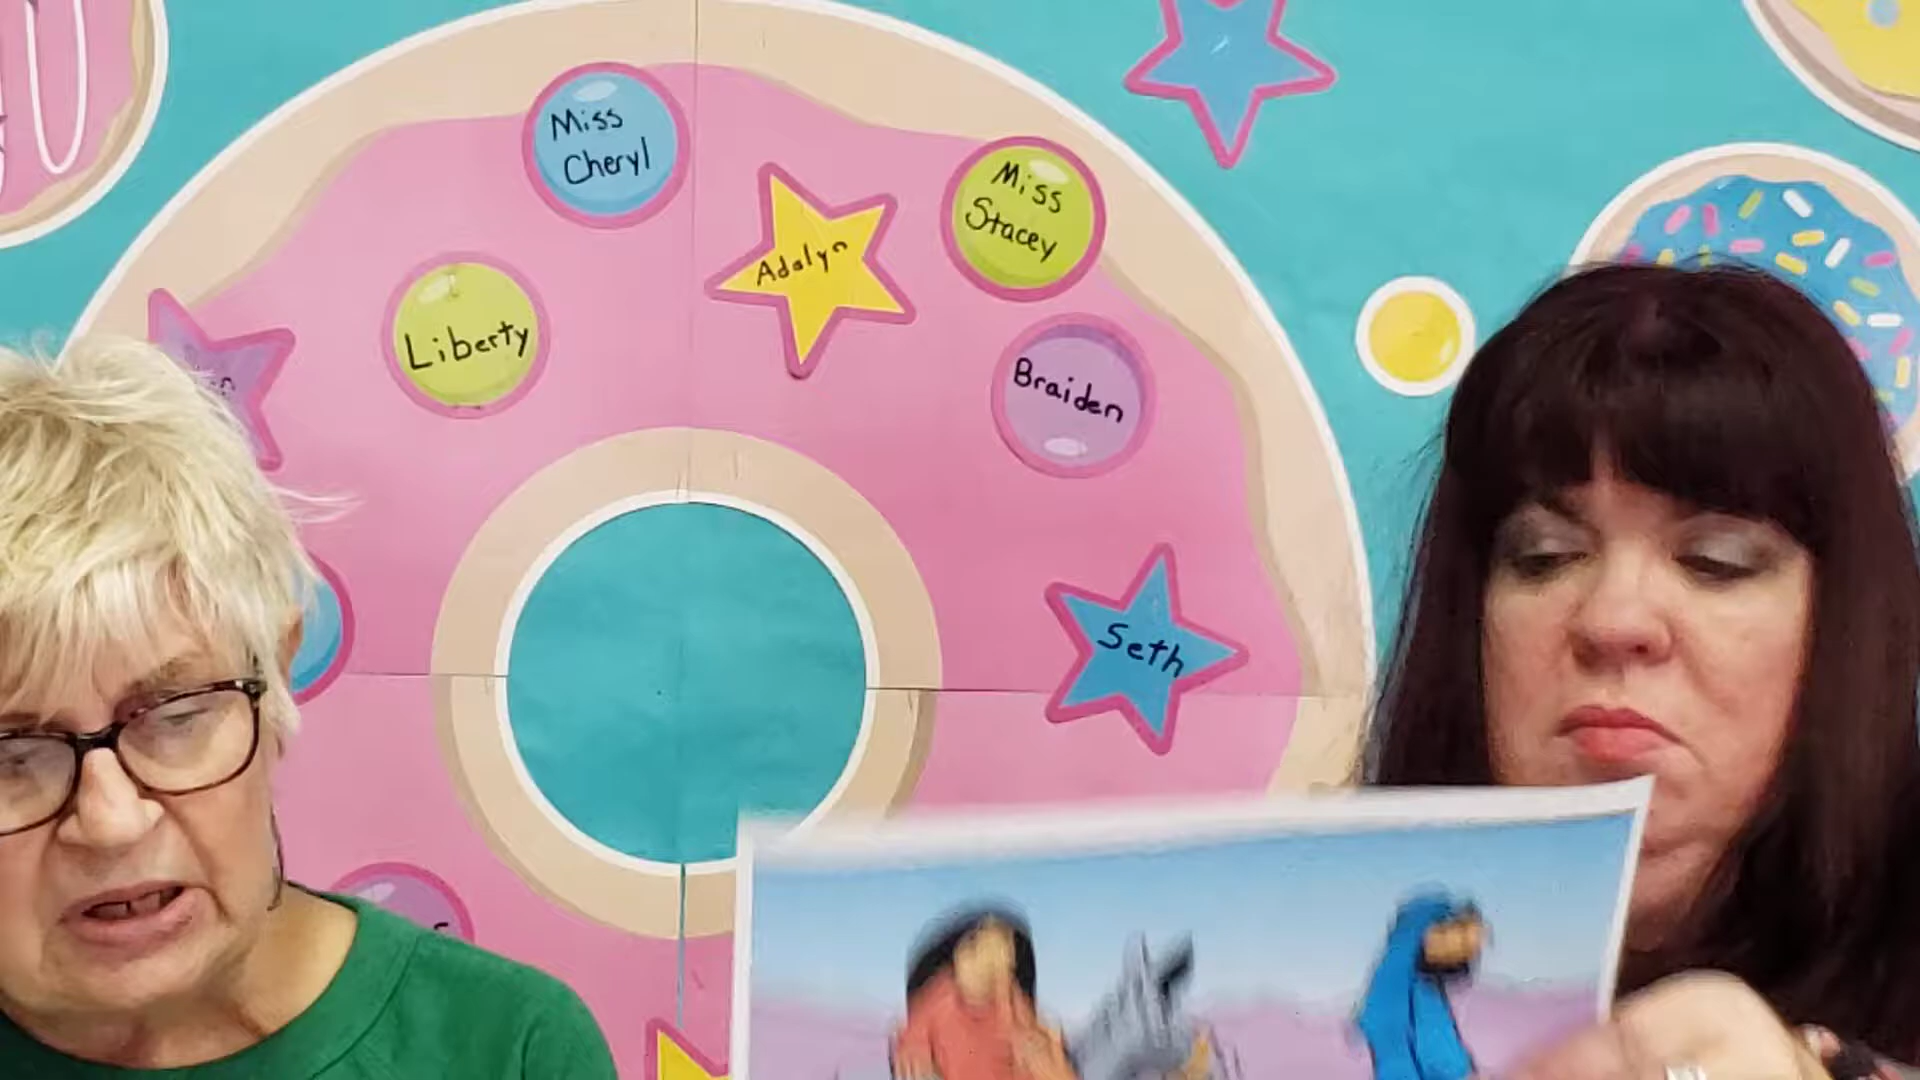 Miss
Cheryl
Miss
Stacey
Adalyn
Liberty
Braiden
Seth